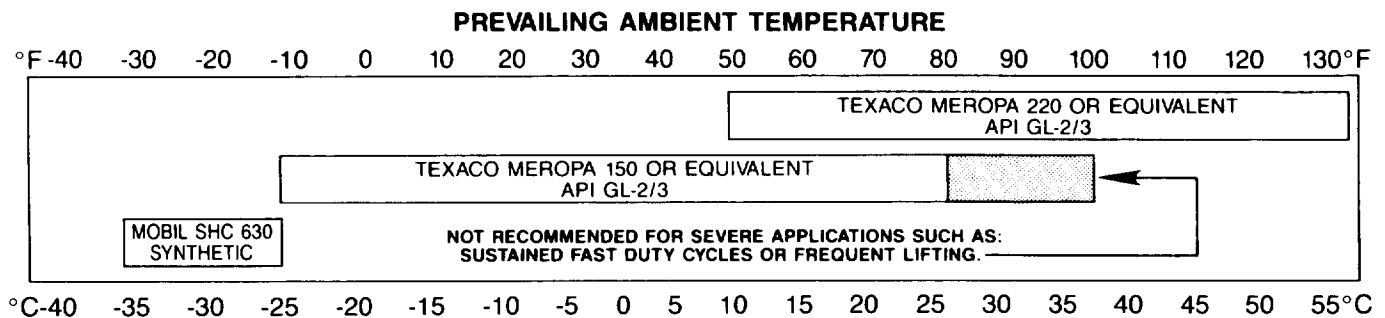 PREVAILING AMBIENT TEMPERATURE
°F -40 -30 -20 -10 0 10 20 30 40 50 60 70 80 90 100 110 120 130°F
TEXACO MEROPA 220 OR EQUIVALENT
API GL-2/3
TEXACO MEROPA 150 OR EQUIVALENT
API GL-2/3
MOBIL SHC 630
SYNTHETIC
NOT RECOMMENDED FOR SEVERE APPLICATIONS SUCH AS:
SUSTAINED FAST DUTY CYCLES OR FREQUENT LIFTING.
°C-40 -35 -30 -25 -20 -15 -10 -5 0 5 10 15 20 25 30 35 40 45 50 55°C